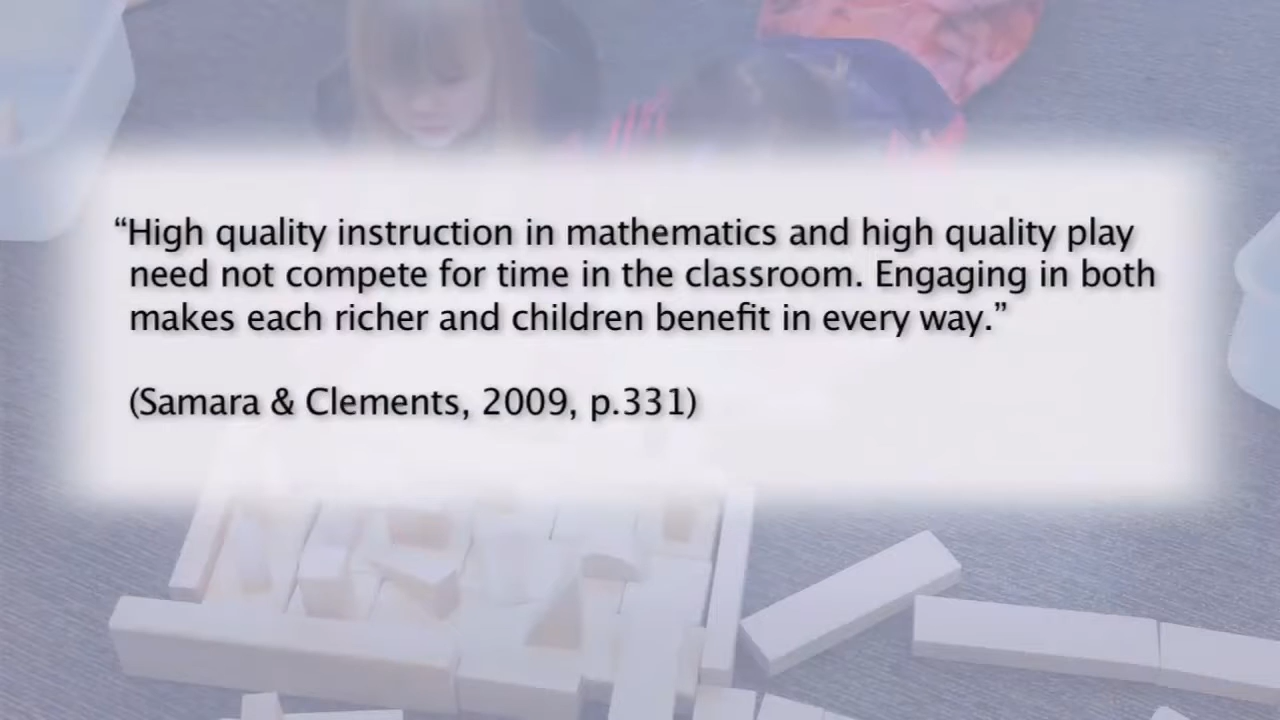 “High quality instruction in mathematics and high quality play
need not compete for time in the classroom. Engaging in both
makes each richer and children benefit in every way.”
(Samara & Clements, 2009, p.331)